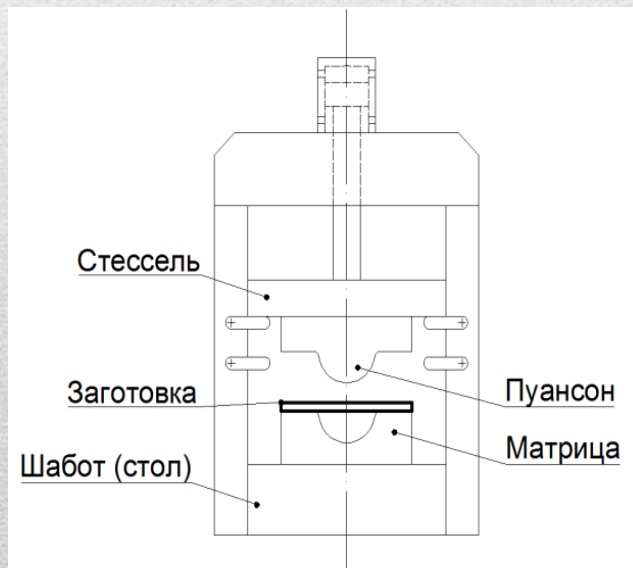 Стессель
Заготовка
Пуансон
Матрица
Шабот (стол)